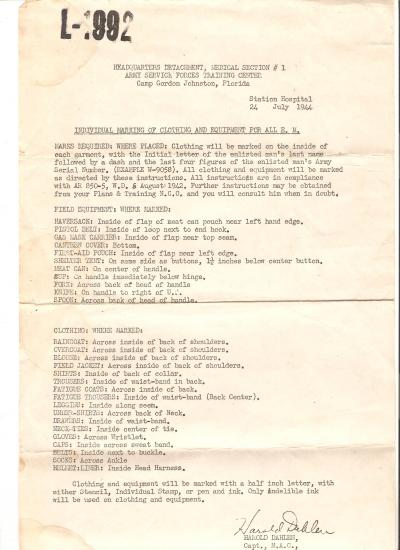 L-1992
HEADQUARTERS DETACHMENT, MEDICAL SECTION # 1
ARMY SERVICE FORCES TRAINING CENTER
Camp Gordon Johnston, Florida
Station Hospital
24 July 1944
INDIVIDUAL MARKING OF CLOTHING AND EQUIPMENT FOR ALL E. M.
MARKS REQUIRED: WHERE PLACED: Clothing will be marked on the inside of
each garment, with the Initial letter of the enlisted man's last name
followed by a dash and the last four figures of the enlisted man's Army
Serial Number. (EXAMPLE W-9058). All clothing and equipment will be marked
as directed by these instructions. All instructions are in compliance
with AR 850-5, W.D. 8 August 1942. Further instructions may be obtained
from your Plans & Training N.C.O. and you will consult him when in doubt.
FIELD EQUIPMENT: WHERE MARKED:
HAVERSACK: Inside of flap of meat can pouch near left hand edge.
PISTOL BELT: Inside of loop next to end hook.
GAS MASK CARRIER: Inside of flap near top seam.
CANTEEN COVER: Bottom.
FIRST-AID POUCH: Inside of flap near left edge.
SHELTER TENT: On same side as buttons, 1½ inches below center button.
MEAT CAN: On center of handle.
CUP: On handle immediately below hinge.
FORK: Across back of head of handle
KNIFE: On handle to right of U.S.
SPOON: Across back of head of handle.
CLOTHING: WHERE MARKED:
RAINCOAT: Across inside of back of shoulders.
OVERCOAT: Across inside of back of shoulders.
BLOUSE: Across inside of back of shoulders.
FIELD JACKET: Across inside of back of shoulders.
SHIRTS: Inside of back of collar.
TROUSERS: Inside of waist-band in back.
FATIGUE COATS: Across inside of back.
FATIGUE TROUSERS: Inside of waist-band (Back Center).
LEGGINS: Inside along seam.
UNDER-SHIRTS: Across back of Neck.
DRAWERS: Inside of waist-band.
NECK-TIES: Inside center of tie.
GLOVES: Across Wristlet.
CAPS: Inside across sweat band.
BELTS: Inside next to buckle.
SOCKS: Across Ankle
HELMET:LINER: Inside Head Harness.
Clothing and equipment will be marked with a half inch letter, with
either Stencil, Individual Stamp, or pen and ink. Only indelible ink
will be used on clothing and equipment.
Harold Dahlen
HAROLD DAHLEN
Capt., M.A.C.,